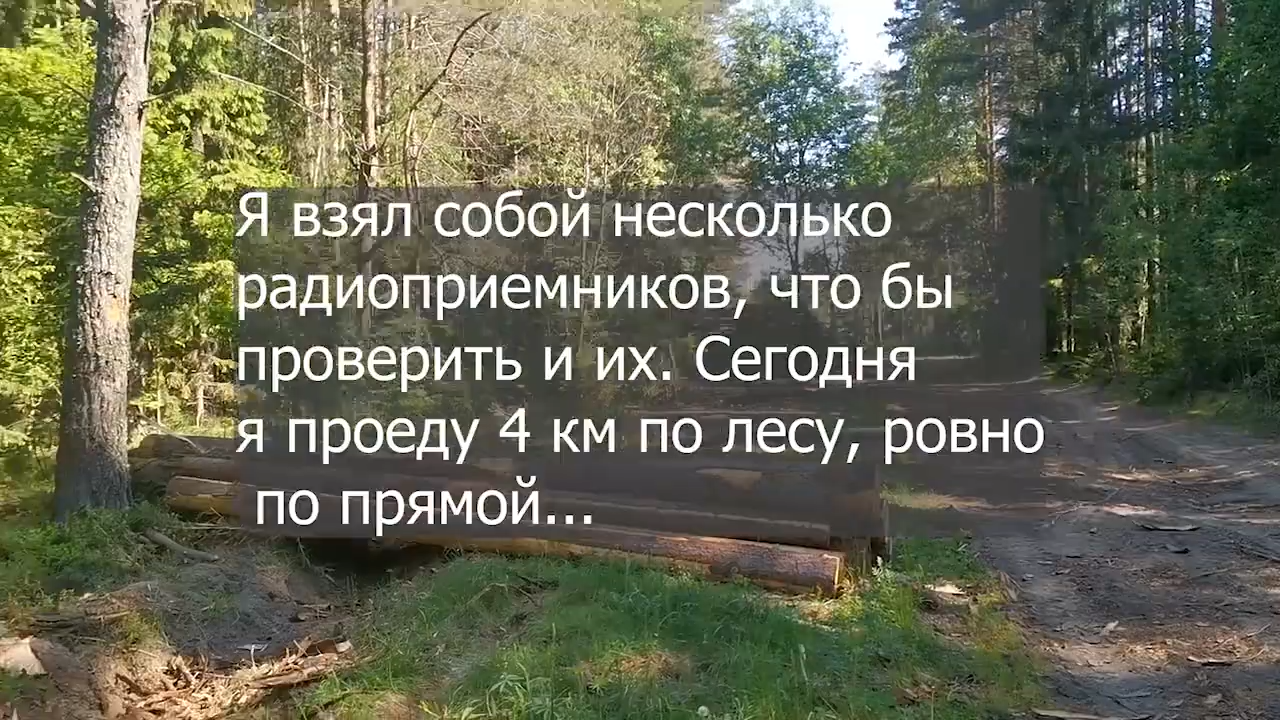 Я взял собой несколько
радиоприемников, что бы
проверить и их. Сегодня
я проеду 4 км по лесу, ровно
по прямой...